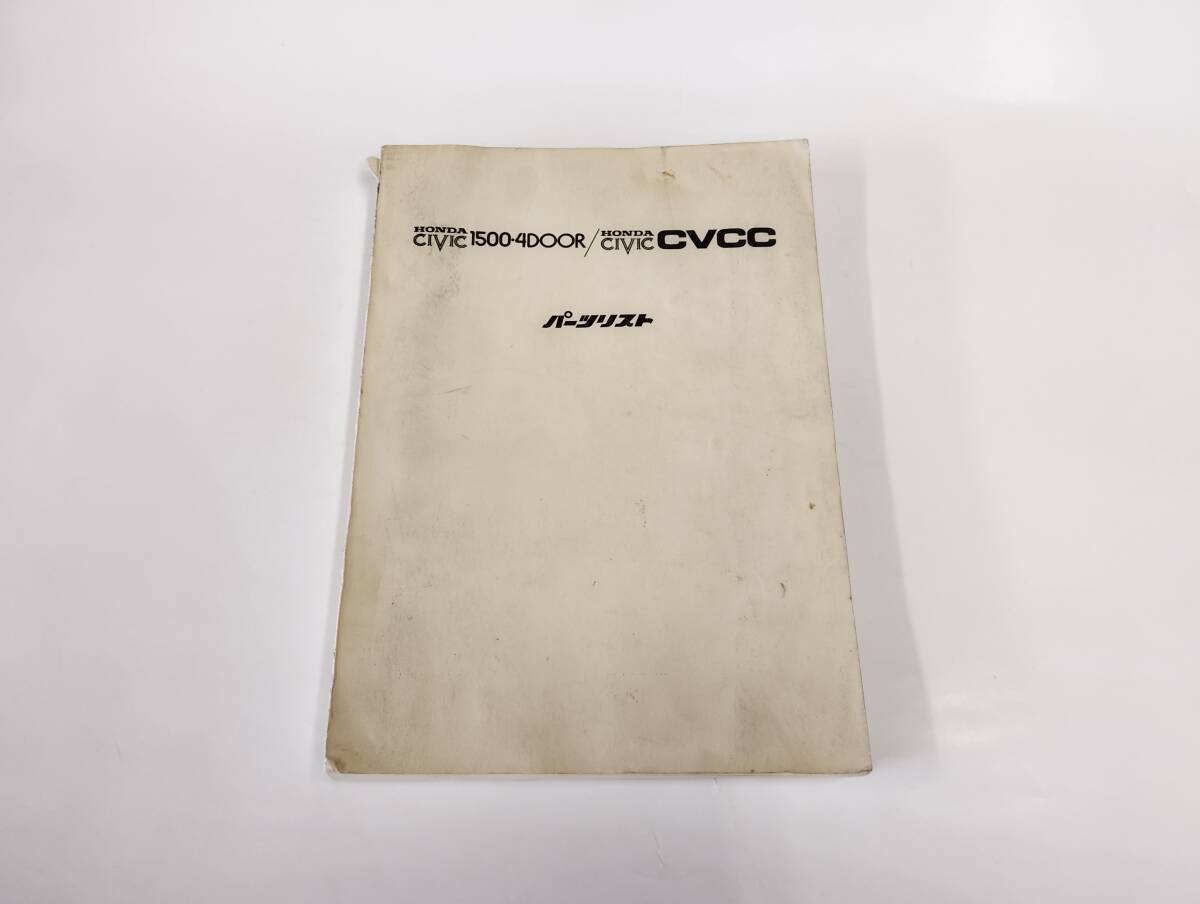 HONDA CIVIC 1500·4DOOR/HONDA CIVIC CVCC
パーツリスト